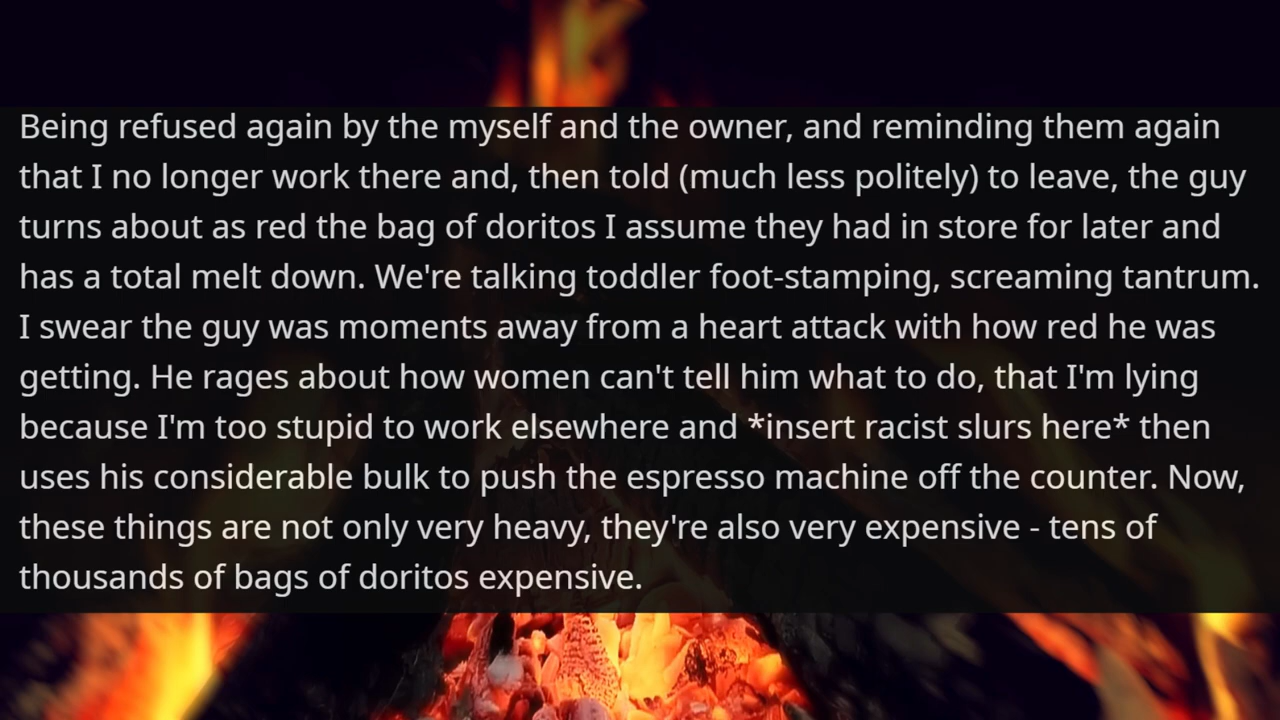 Being refused again by the myself and the owner, and reminding them again
that I no longer work there and, then told (much less politely) to leave, the guy
turns about as red the bag of doritos I assume they had in store for later and
has a total melt down. We're talking toddler foot-stamping, screaming tantrum.
I swear the guy was moments away from a heart attack with how red he was
getting. He rages about how women can't tell him what to do, that I'm lying
because I'm too stupid to work elsewhere and *insert racist slurs here* then
uses his considerable bulk to push the espresso machine off the counter. Now,
these things are not only very heavy, they're also very expensive - tens of
thousands of bags of doritos expensive.